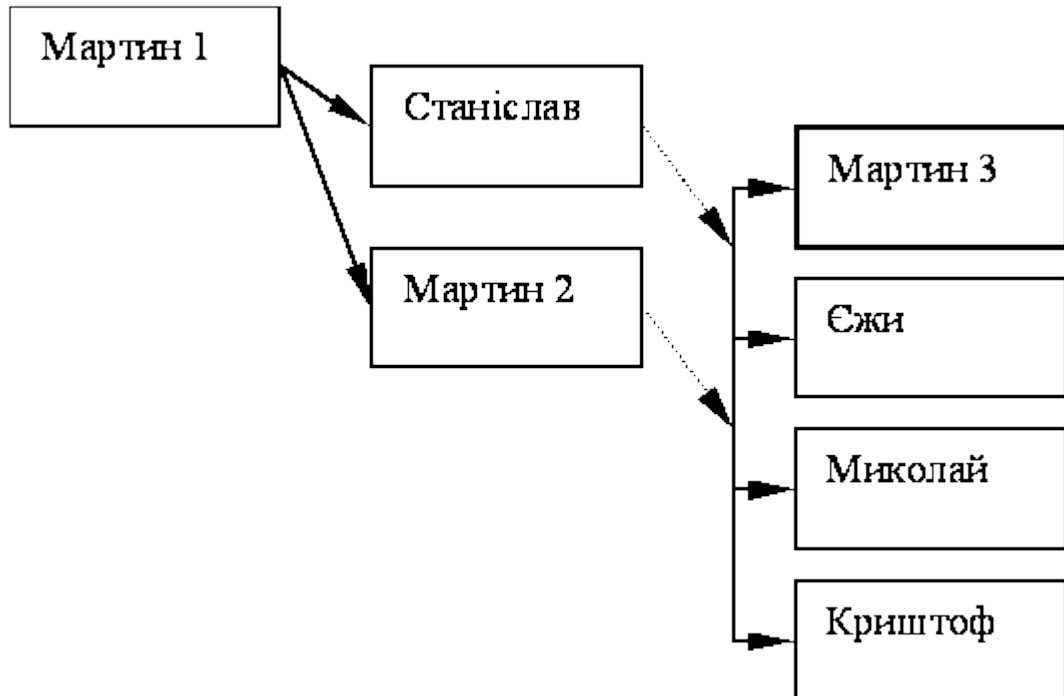 Мартин 1
Станіслав
Мартин 3
Мартин 2
Єжи
Миколай
Криштоф